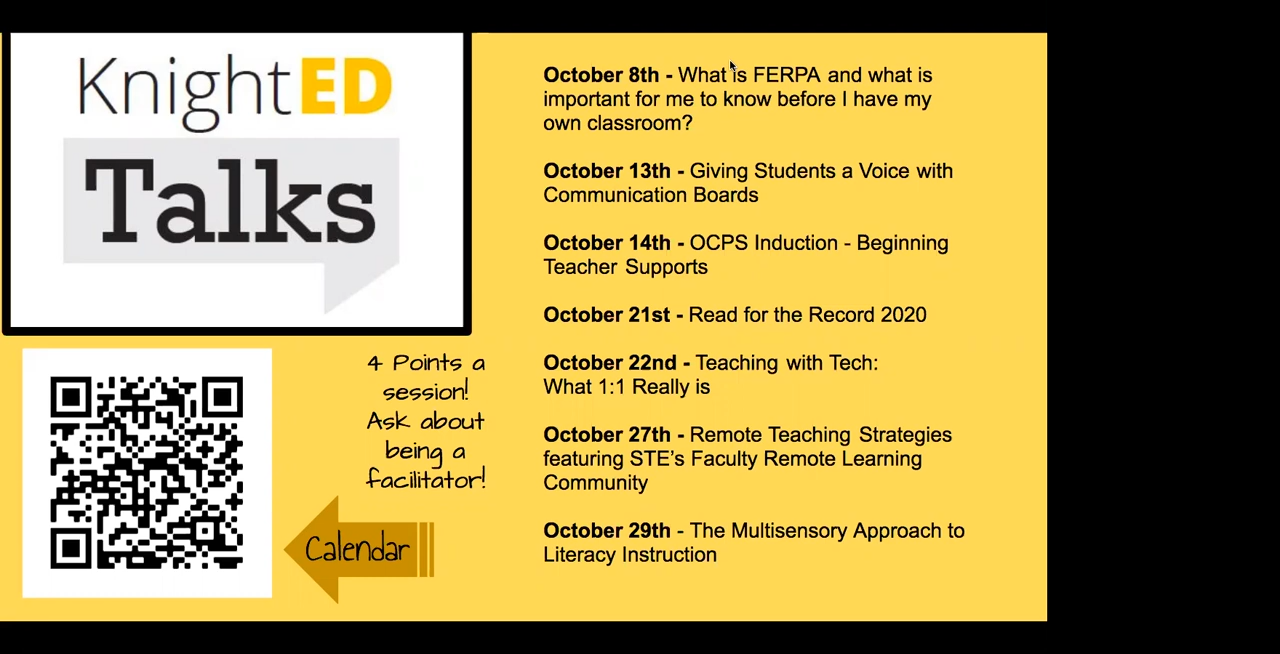 KnightED
Talks
4 Points a
session!
Ask about
being a
facilitator!
Calendar
October 8th - What is FERPA and what is
important for me to know before I have my
own classroom?
October 13th - Giving Students a Voice with
Communication Boards
October 14th - OCPS Induction - Beginning
Teacher Supports
October 21st - Read for the Record 2020
October 22nd - Teaching with Tech:
What 1:1 Really is
October 27th - Remote Teaching Strategies
featuring STE’s Faculty Remote Learning
Community
October 29th - The Multisensory Approach to
Literacy Instruction